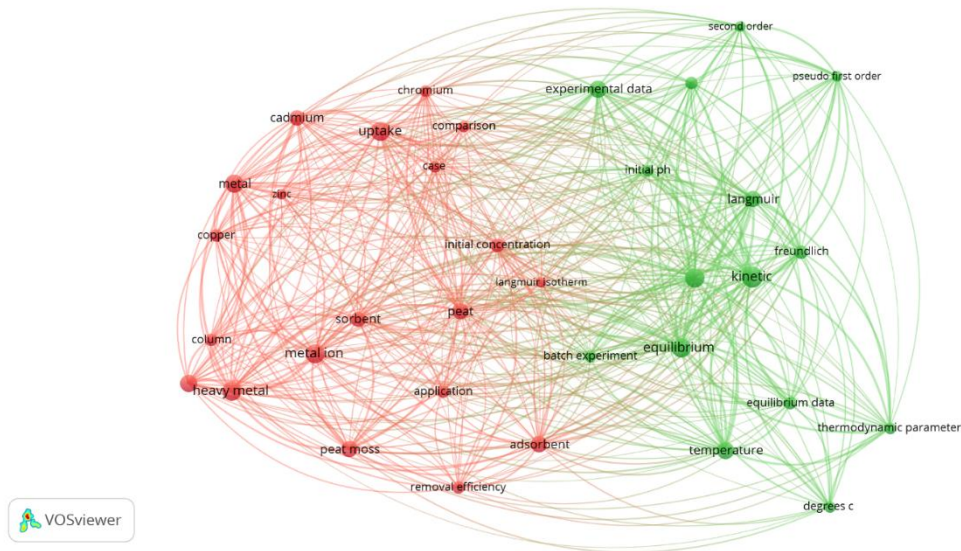 second order
pseudo first order
experimental data
chromium
cadmium
uptake
comparison
case
initial ph
metal
zinc
langmuir
copper
initial concentration
freundlich
langmuir isotherm
kinetic
peat
sorbent
column
metal ion
batch experiment
equilibrium
heavy metal
application
equilibrium data
thermodynamic parameter
peat moss
adsorbent
temperature
removal efficiency
degrees c
VOSviewer